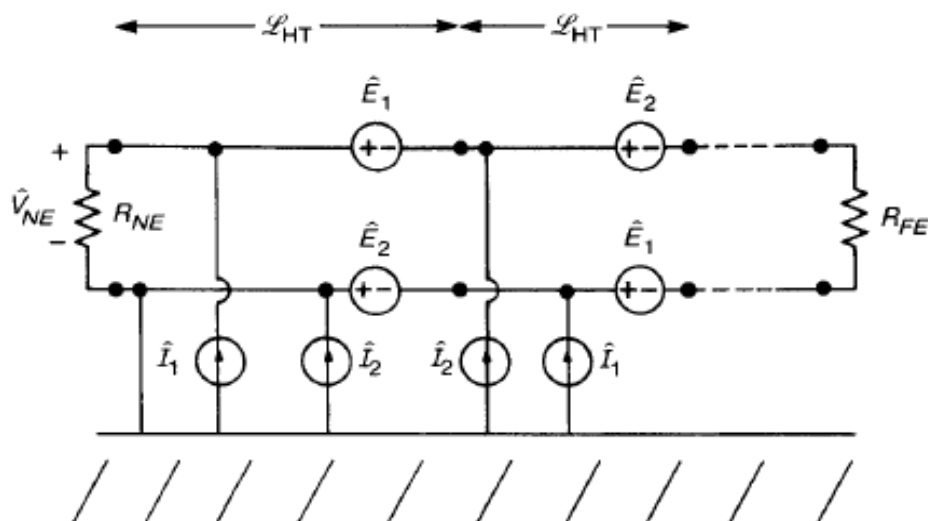 ℒHT ℒHT
Ê1 Ê2
+− +−
+
V̂NE RNE RFE
−
Ê2 Ê1
+− +−
Î1 Î2 Î2 Î1